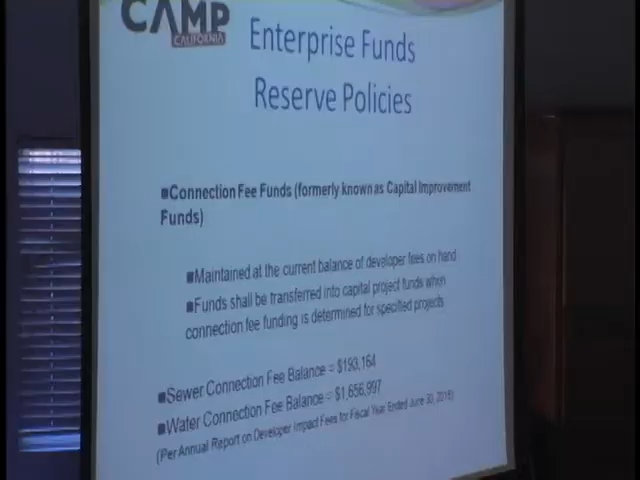 CAMP
CALIFORNIA
Enterprise Funds
Reserve Policies
■Connection Fee Funds (formerly known as Capital Improvement
Funds)
■Maintained at the current balance of developer fees on hand
■Funds shall be transferred into capital project funds when
connection fee funding is determined for specified projects
■Sewer Connection Fee Balance = $193,164
■Water Connection Fee Balance = $1,656,997
(Per Annual Report on Developer Impact Fees for Fiscal Year Ended June 30,